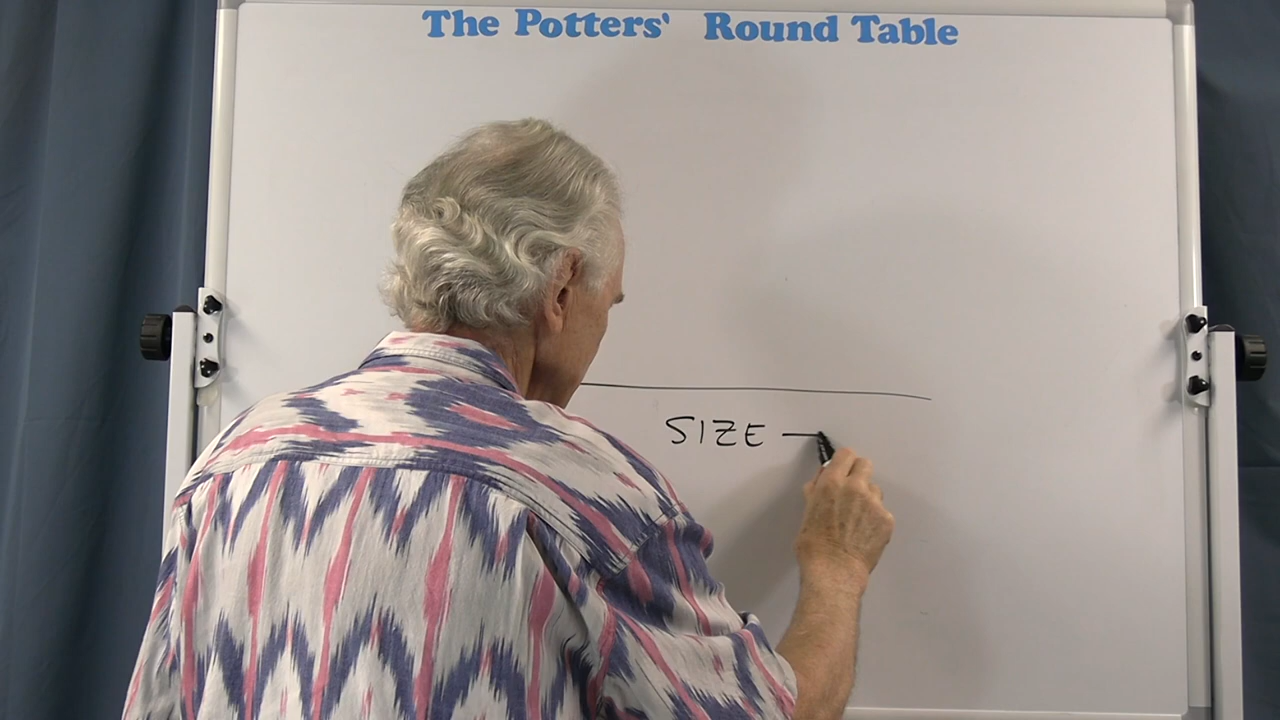 The Potters' Round Table
SIZE —